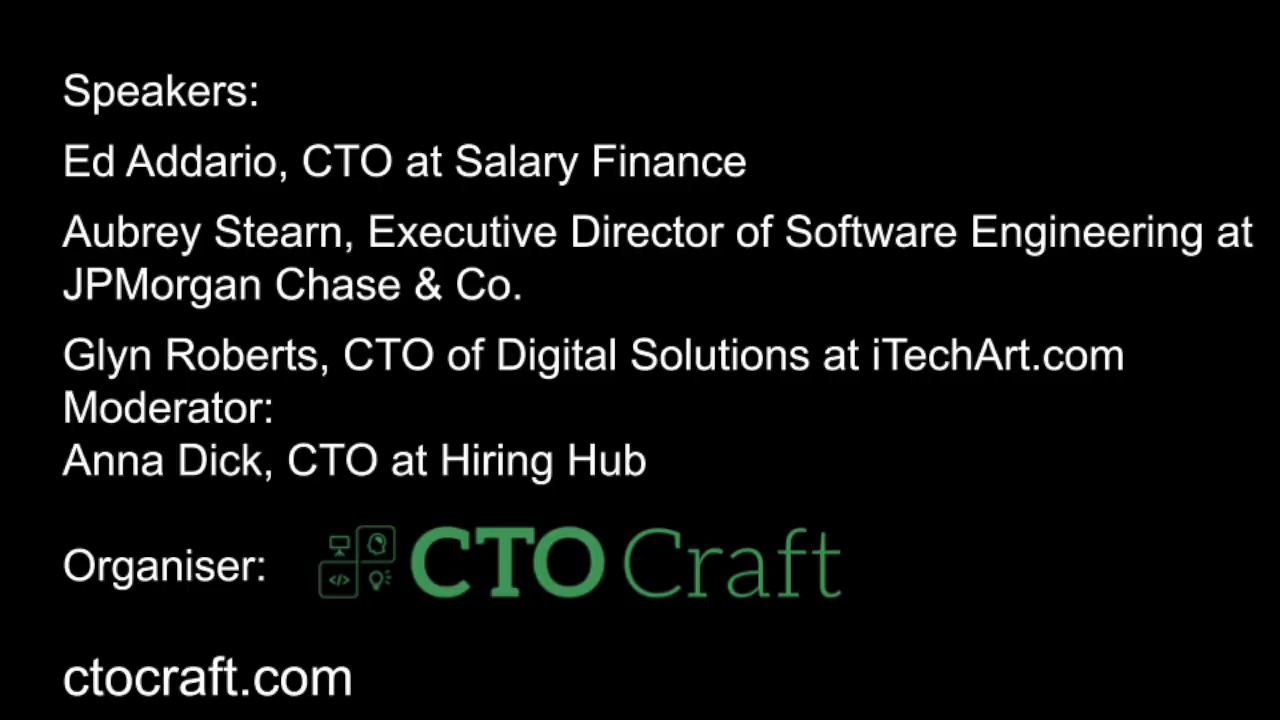 Speakers:
Ed Addario, CTO at Salary Finance
Aubrey Stearn, Executive Director of Software Engineering at
JPMorgan Chase & Co.
Glyn Roberts, CTO of Digital Solutions at iTechArt.com
Moderator:
Anna Dick, CTO at Hiring Hub
Organiser: CTO Craft
ctocraft.com